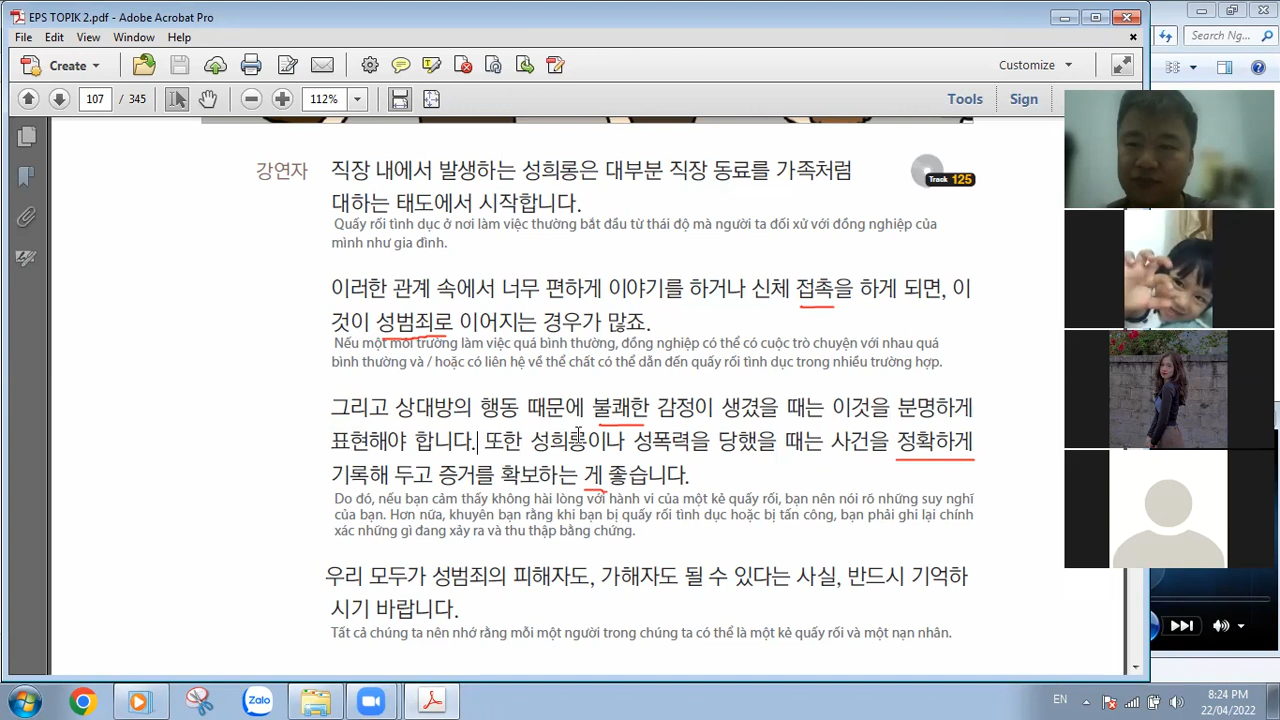 EPS TOPIK 2.pdf - Adobe Acrobat Pro
File Edit View Window Help
Create
Customize
107 / 345
112%
Tools Sign
Search Ng...
강연자
직장 내에서 발생하는 성희롱은 대부분 직장 동료를 가족처럼
대하는 태도에서 시작합니다.
Track 125
Quấy rối tình dục ở nơi làm việc thường bắt đầu từ thái độ mà người ta đối xử với đồng nghiệp của
mình như gia đình.
이러한 관계 속에서 너무 편하게 이야기를 하거나 신체 접촉을 하게 되면, 이
것이 성범죄로 이어지는 경우가 많죠.
Nếu một môi trường làm việc quá bình thường, đồng nghiệp có thể có cuộc trò chuyện với nhau quá
bình thường và / hoặc có liên hệ về thể chất có thể dẫn đến quấy rối tình dục trong nhiều trường hợp.
그리고 상대방의 행동 때문에 불쾌한 감정이 생겼을 때는 이것을 분명하게
표현해야 합니다. 또한 성희롱이나 성폭력을 당했을 때는 사건을 정확하게
기록해 두고 증거를 확보하는 게 좋습니다.
Do đó, nếu bạn cảm thấy không hài lòng với hành vi của một kẻ quấy rối, bạn nên nói rõ những suy nghĩ
của bạn. Hơn nữa, khuyên bạn rằng khi bạn bị quấy rối tình dục hoặc bị tấn công, bạn phải ghi lại chính
xác những gì đang xảy ra và thu thập bằng chứng.
우리 모두가 성범죄의 피해자도, 가해자도 될 수 있다는 사실, 반드시 기억하
시기 바랍니다.
Tất cả chúng ta nên nhớ rằng mỗi một người trong chúng ta có thể là một kẻ quấy rối và một nạn nhân.
Zalo
EN
8:24 PM
22/04/2022